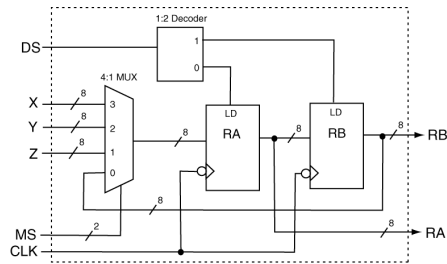 1:2 Decoder
DS
1
0
4:1 MUX
X 8 3
Y 8 2
Z 8 1
0
8
LD
RA
8
LD
RB
8 RB
8
8 RA
MS 2
CLK